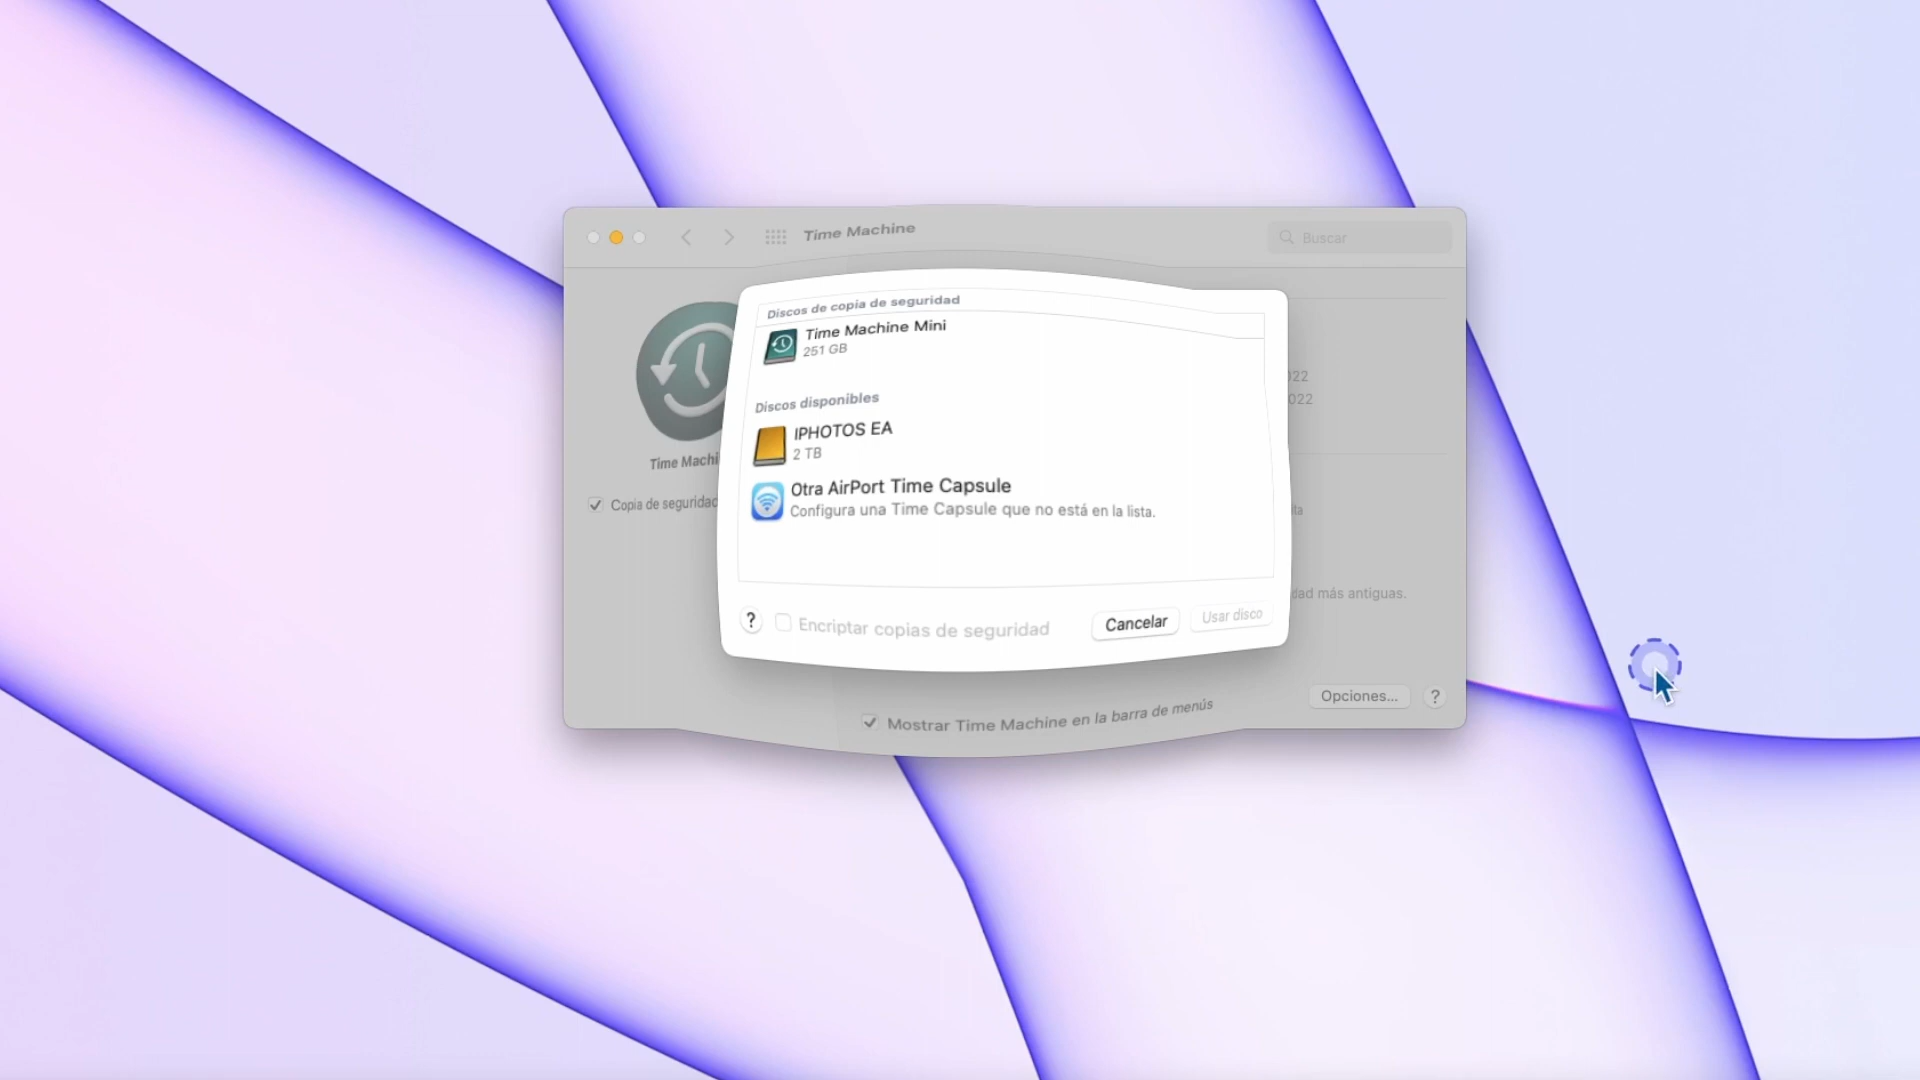 Time Machine
Buscar
Discos de copia de seguridad
Time Machine Mini
251 GB
Discos disponibles
IPHOTOS EA
2 TB
Otra AirPort Time Capsule
Configura una Time Capsule que no está en la lista.
? Encriptar copias de seguridad
Cancelar
Usar disco
Time Machi
Copia de seguridad
22
022
dad más antiguas.
Mostrar Time Machine en la barra de menús
Opciones...
?